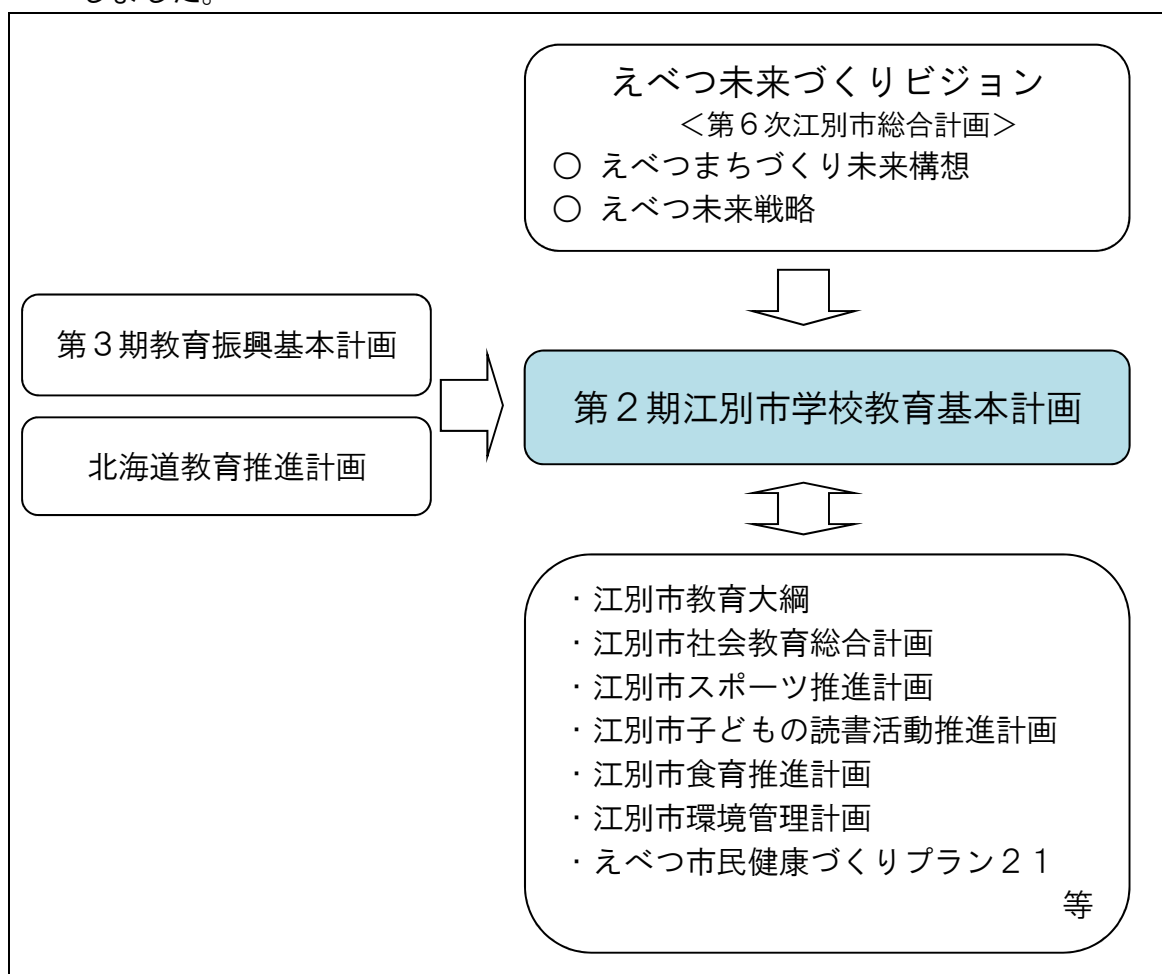 しました。
えべつ未来づくりビジョン
＜第６次江別市総合計画＞
○ えべつまちづくり未来構想
○ えべつ未来戦略
第３期教育振興基本計画
北海道教育推進計画
第２期江別市学校教育基本計画
・江別市教育大綱
・江別市社会教育総合計画
・江別市スポーツ推進計画
・江別市子どもの読書活動推進計画
・江別市食育推進計画
・江別市環境管理計画
・えべつ市民健康づくりプラン２１
等